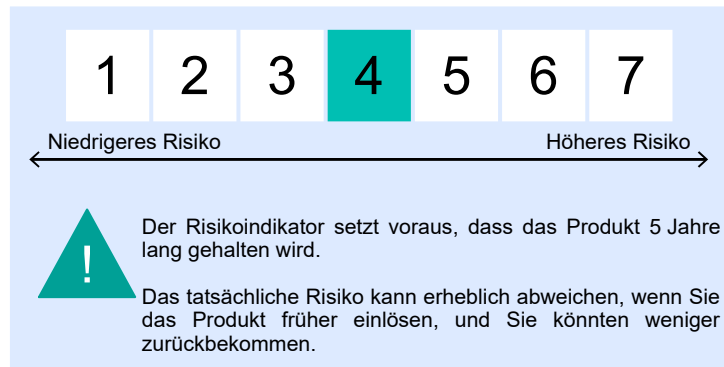 1 2 3 4 5 6 7
Niedrigeres Risiko Höheres Risiko
!
Der Risikoindikator setzt voraus, dass das Produkt 5 Jahre
lang gehalten wird.
Das tatsächliche Risiko kann erheblich abweichen, wenn Sie
das Produkt früher einlösen, und Sie könnten weniger
zurückbekommen.